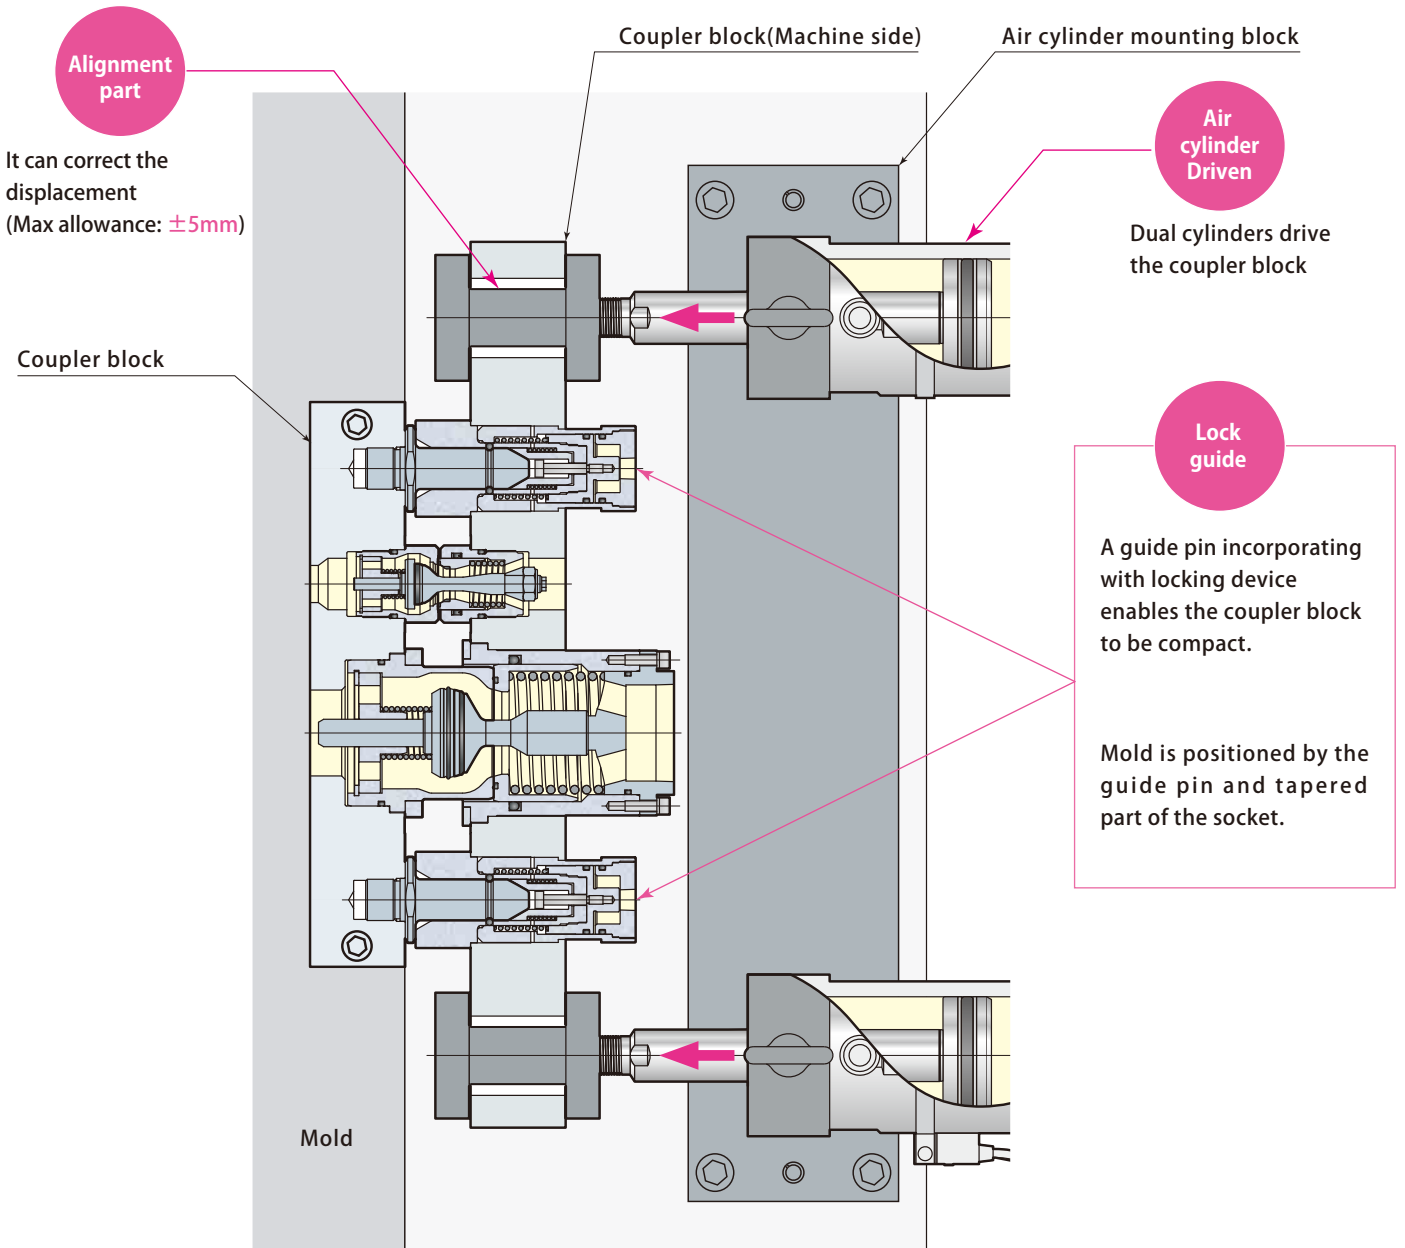 Coupler block(Machine side)
Air cylinder mounting block
Alignment
part
It can correct the
displacement
(Max allowance: ±5mm)
Air
cylinder
Driven
Dual cylinders drive
the coupler block
Coupler block
Lock
guide
A guide pin incorporating
with locking device
enables the coupler block
to be compact.
Mold is positioned by the
guide pin and tapered
part of the socket.
Mold